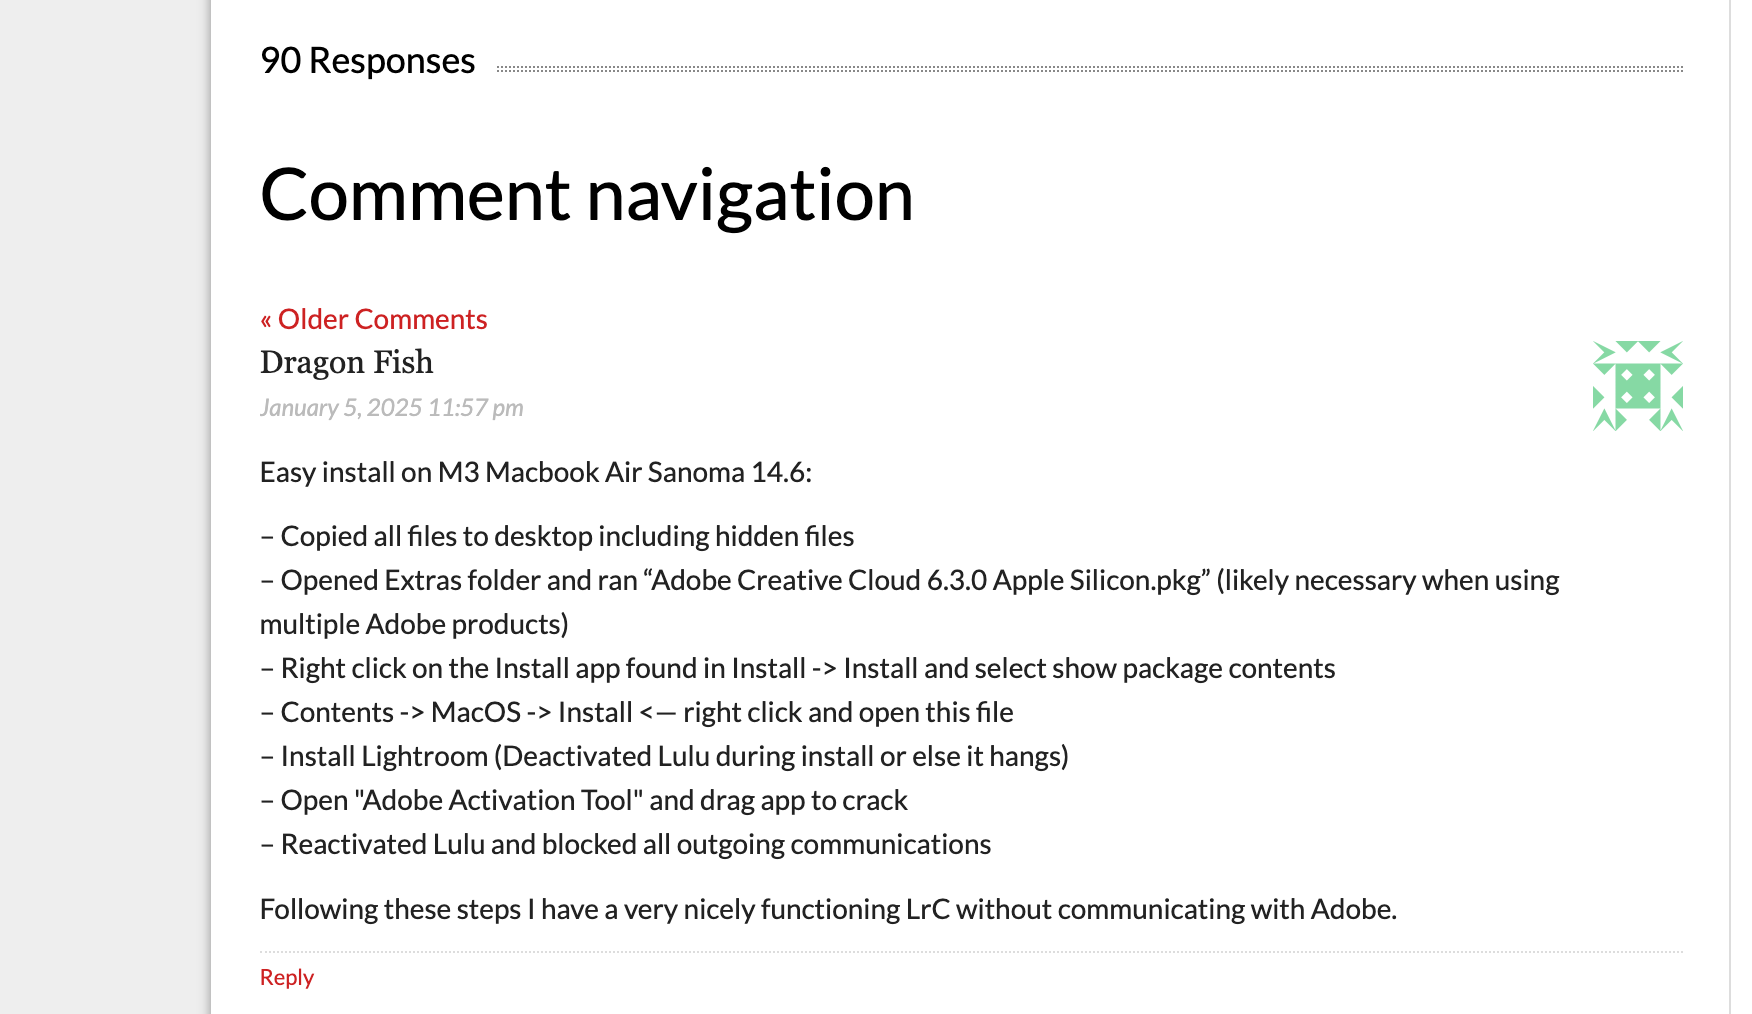 90 Responses
Comment navigation
« Older Comments
Dragon Fish
January 5, 2025 11:57 pm
Easy install on M3 Macbook Air Sanoma 14.6:
– Copied all files to desktop including hidden files
– Opened Extras folder and ran “Adobe Creative Cloud 6.3.0 Apple Silicon.pkg” (likely necessary when using
multiple Adobe products)
– Right click on the Install app found in Install -> Install and select show package contents
– Contents -> MacOS -> Install <— right click and open this file
– Install Lightroom (Deactivated Lulu during install or else it hangs)
– Open "Adobe Activation Tool" and drag app to crack
– Reactivated Lulu and blocked all outgoing communications
Following these steps I have a very nicely functioning LrC without communicating with Adobe.
Reply